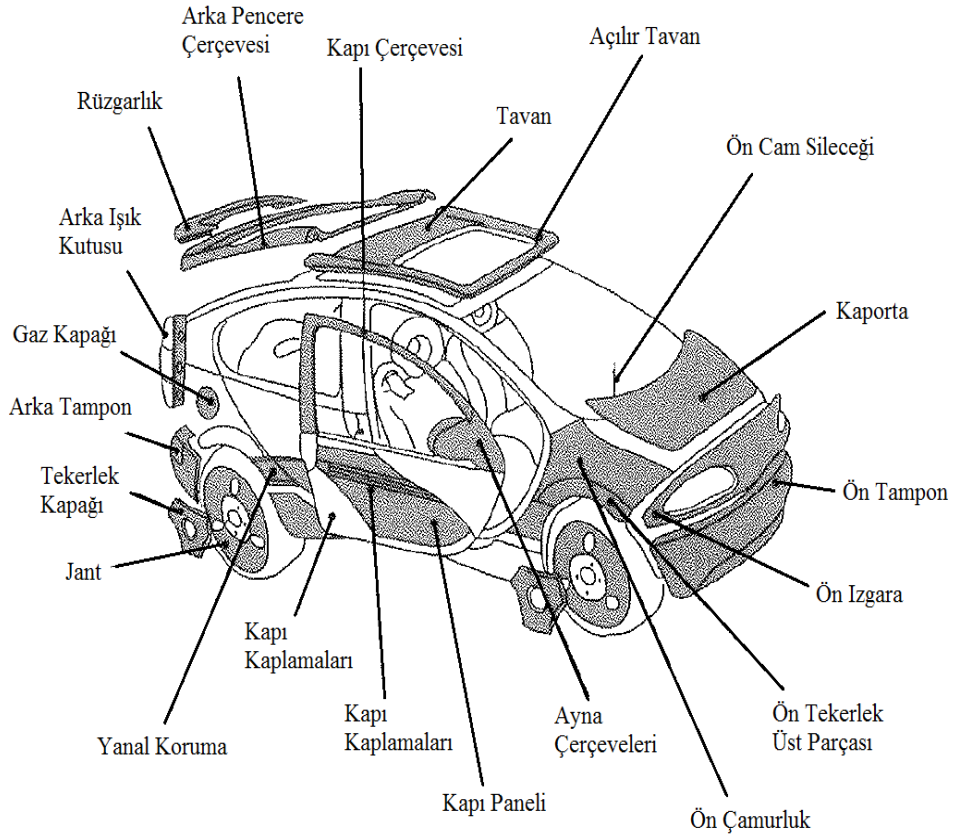 Arka Pencere
Çerçevesi
Kapı Çerçevesi
Açılır Tavan
Rüzgarlık
Tavan
Ön Cam Sileceği
Arka Işık
Kutusu
Kaporta
Gaz Kapağı
Arka Tampon
Tekerlek
Kapağı
Ön Tampon
Jant
Ön Izgara
Kapı
Kaplamaları
Yanal Koruma
Kapı
Kaplamaları
Ayna
Çerçeveleri
Ön Tekerlek
Üst Parçası
Kapı Paneli
Ön Çamurluk